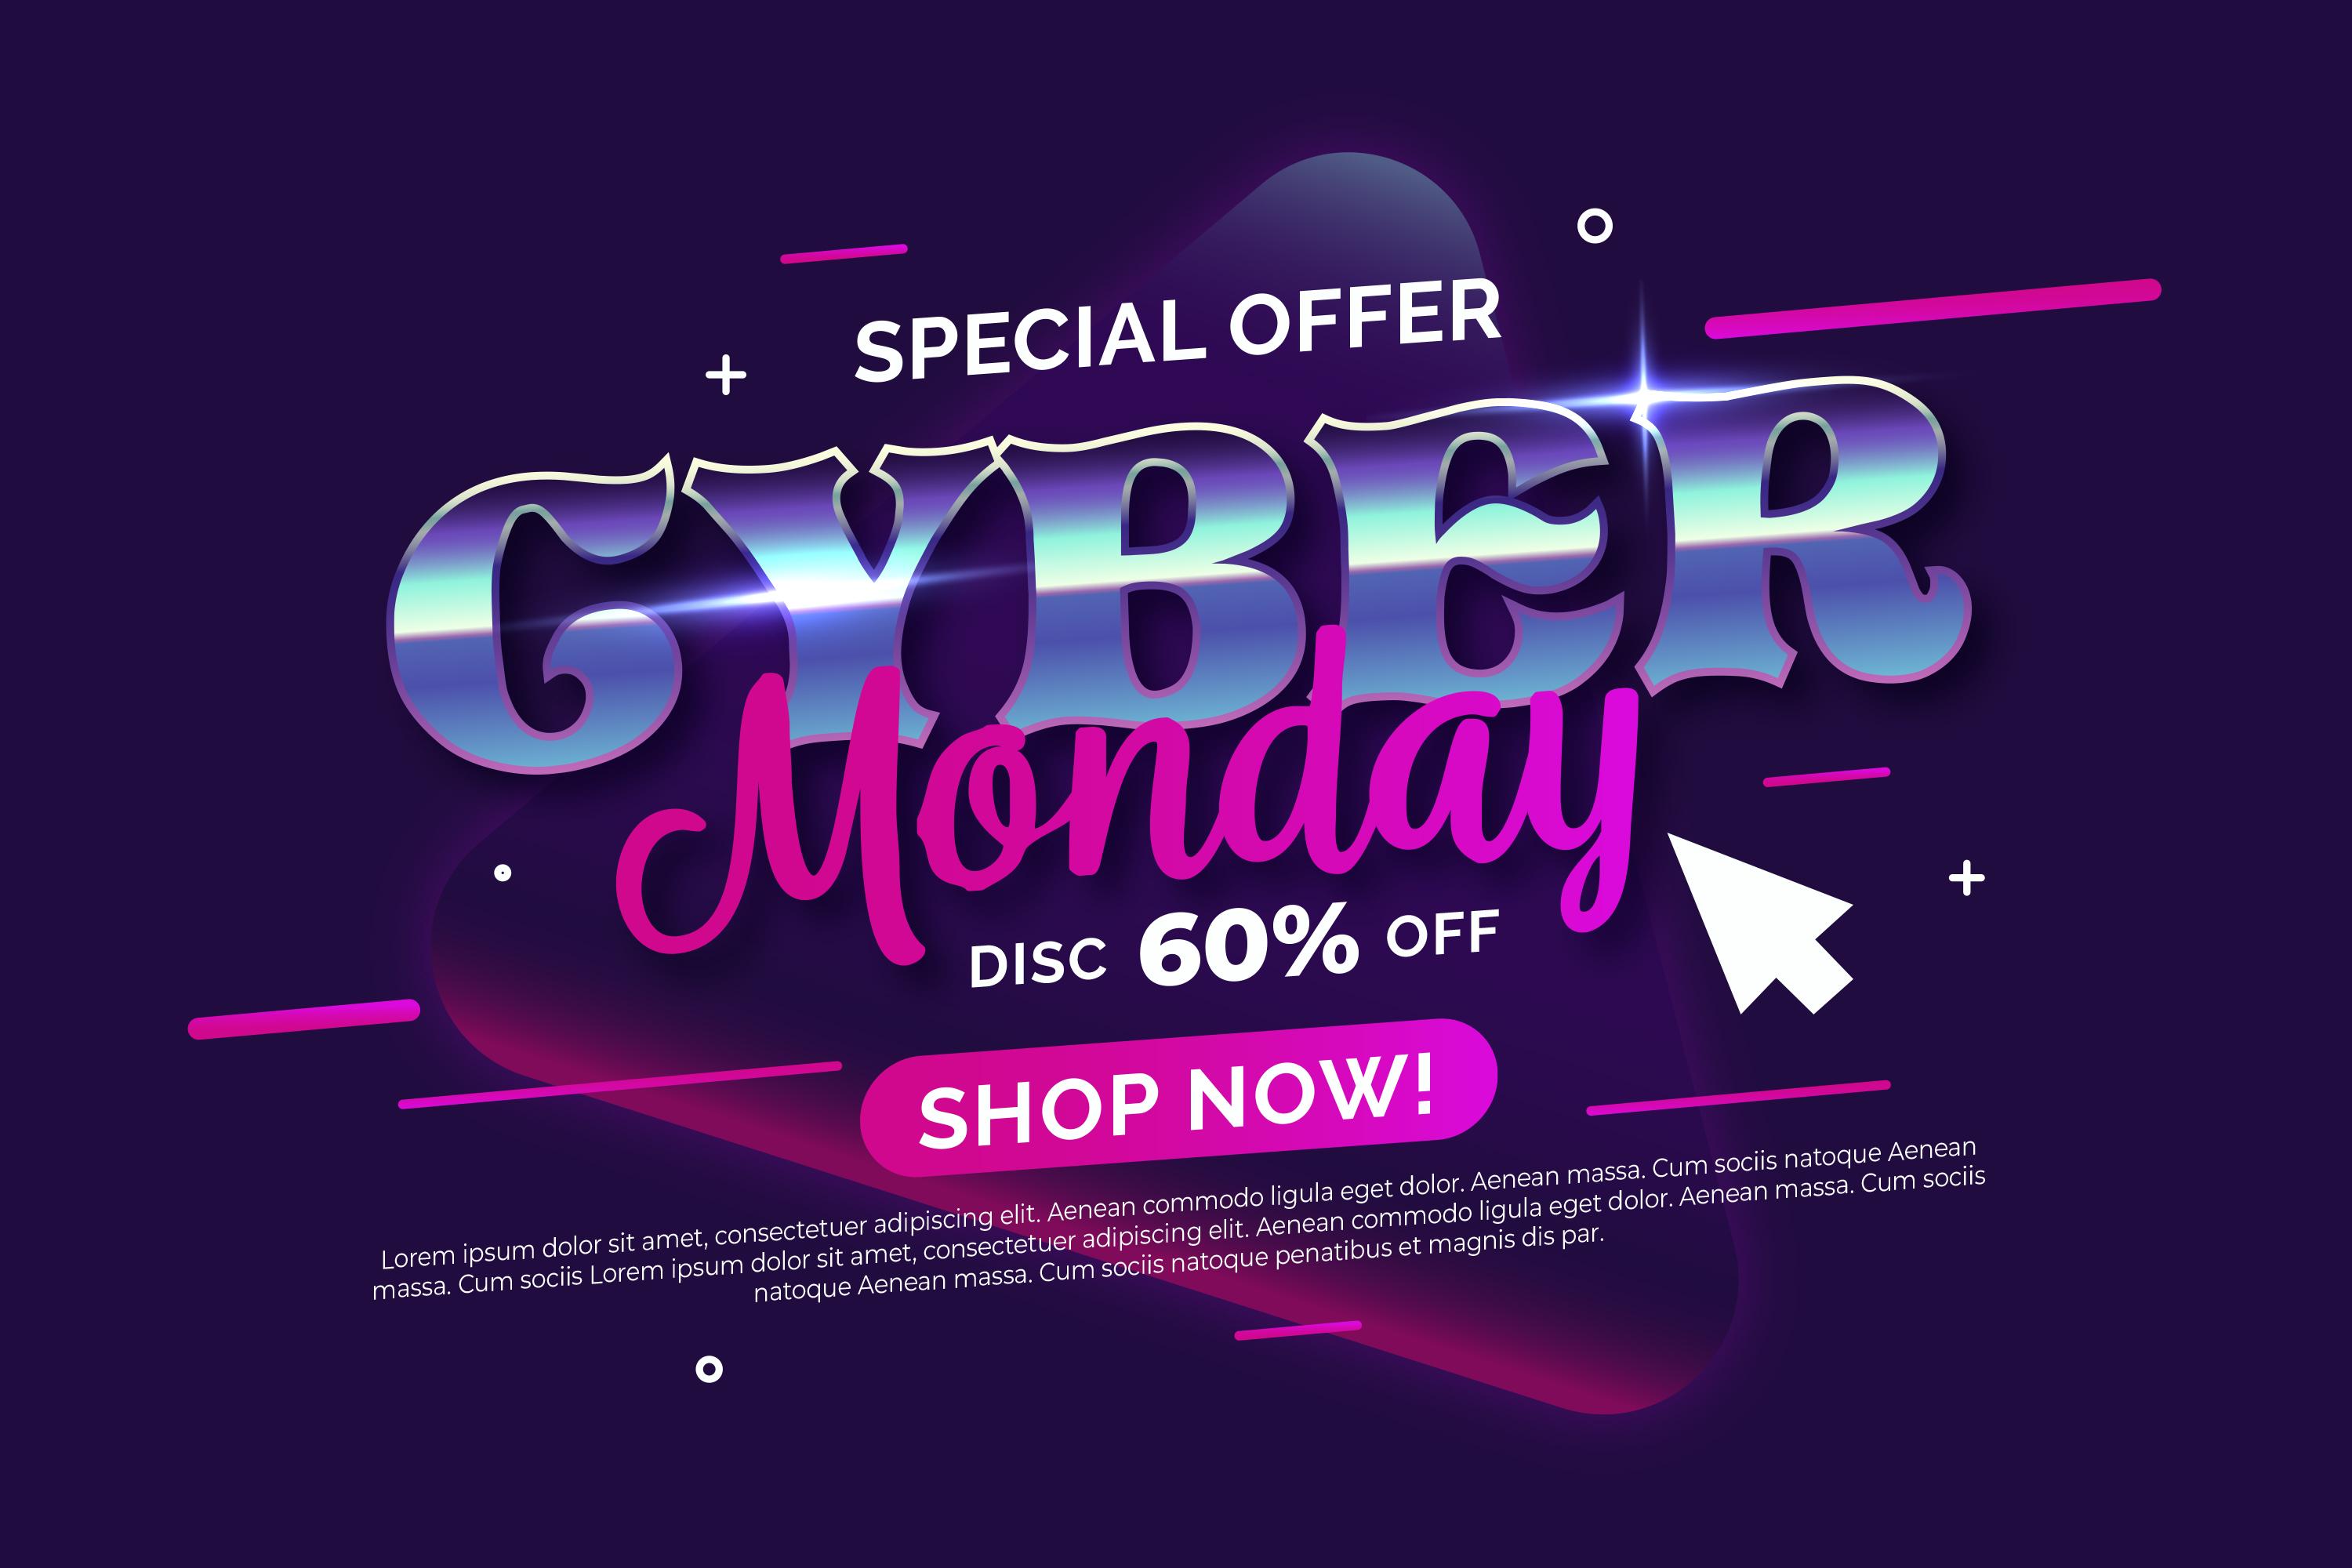 SPECIAL OFFER
CYBER
Monday
DISC 60% OFF
SHOP NOW!
Lorem ipsum dolor sit amet, consectetuer adipiscing elit. Aenean commodo ligula eget dolor. Aenean massa. Cum sociis natoque Aenean
massa. Cum sociis Lorem ipsum dolor sit amet, consectetuer adipiscing elit. Aenean commodo ligula eget dolor. Aenean massa. Cum sociis
natoque Aenean massa. Cum sociis natoque penatibus et magnis dis par.